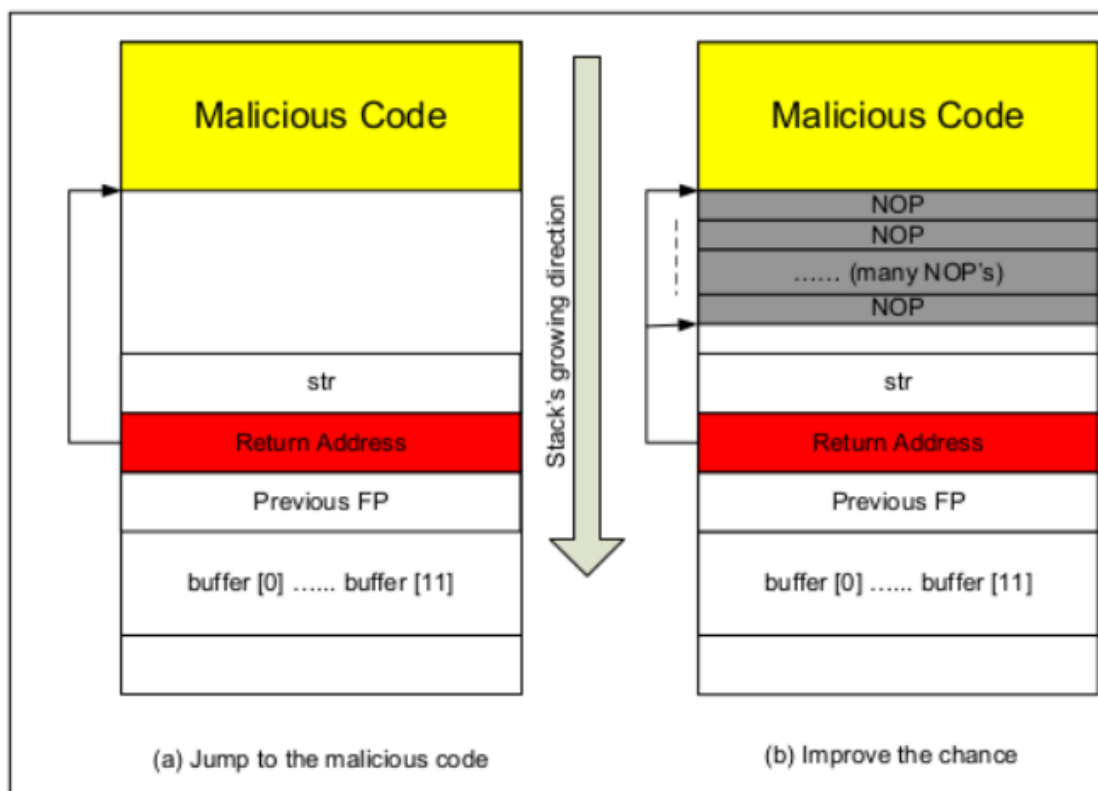 Malicious Code
str
Return Address
Previous FP
buffer [0] …... buffer [11]
(a) Jump to the malicious code
Stack's growing direction
Malicious Code
NOP
NOP
…... (many NOP's)
NOP
str
Return Address
Previous FP
buffer [0] …... buffer [11]
(b) Improve the chance